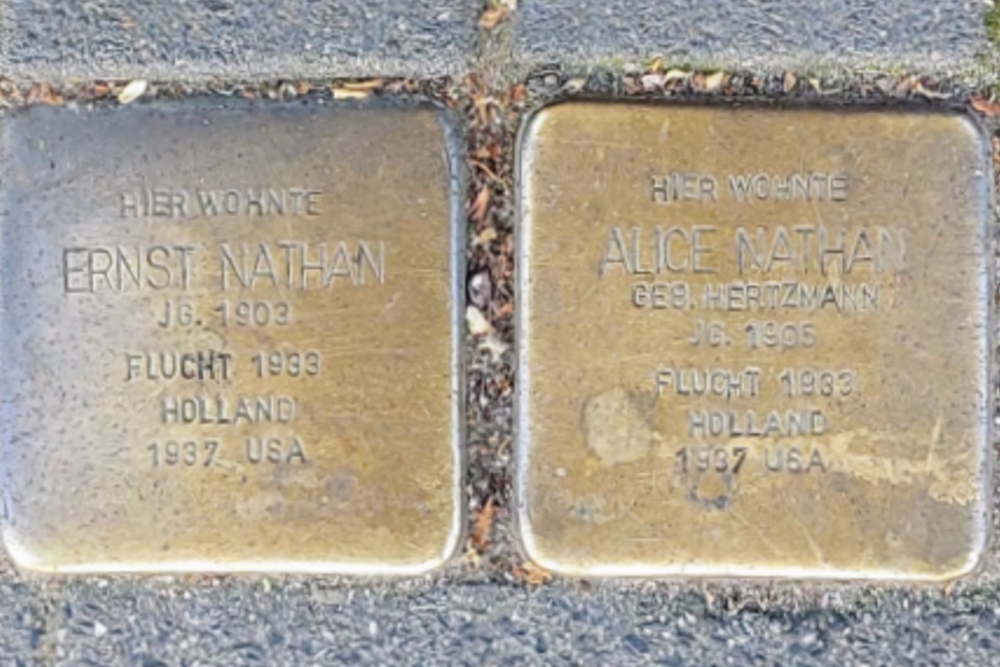 HIER WOHNTE
ERNST NATHAN
JG. 1903
FLUCHT 1933
HOLLAND
1937 USA
HIER WOHNTE
ALICE NATHAN
GEB. HERTZMANN
JG. 1905
FLUCHT 1933
HOLLAND
1937 USA